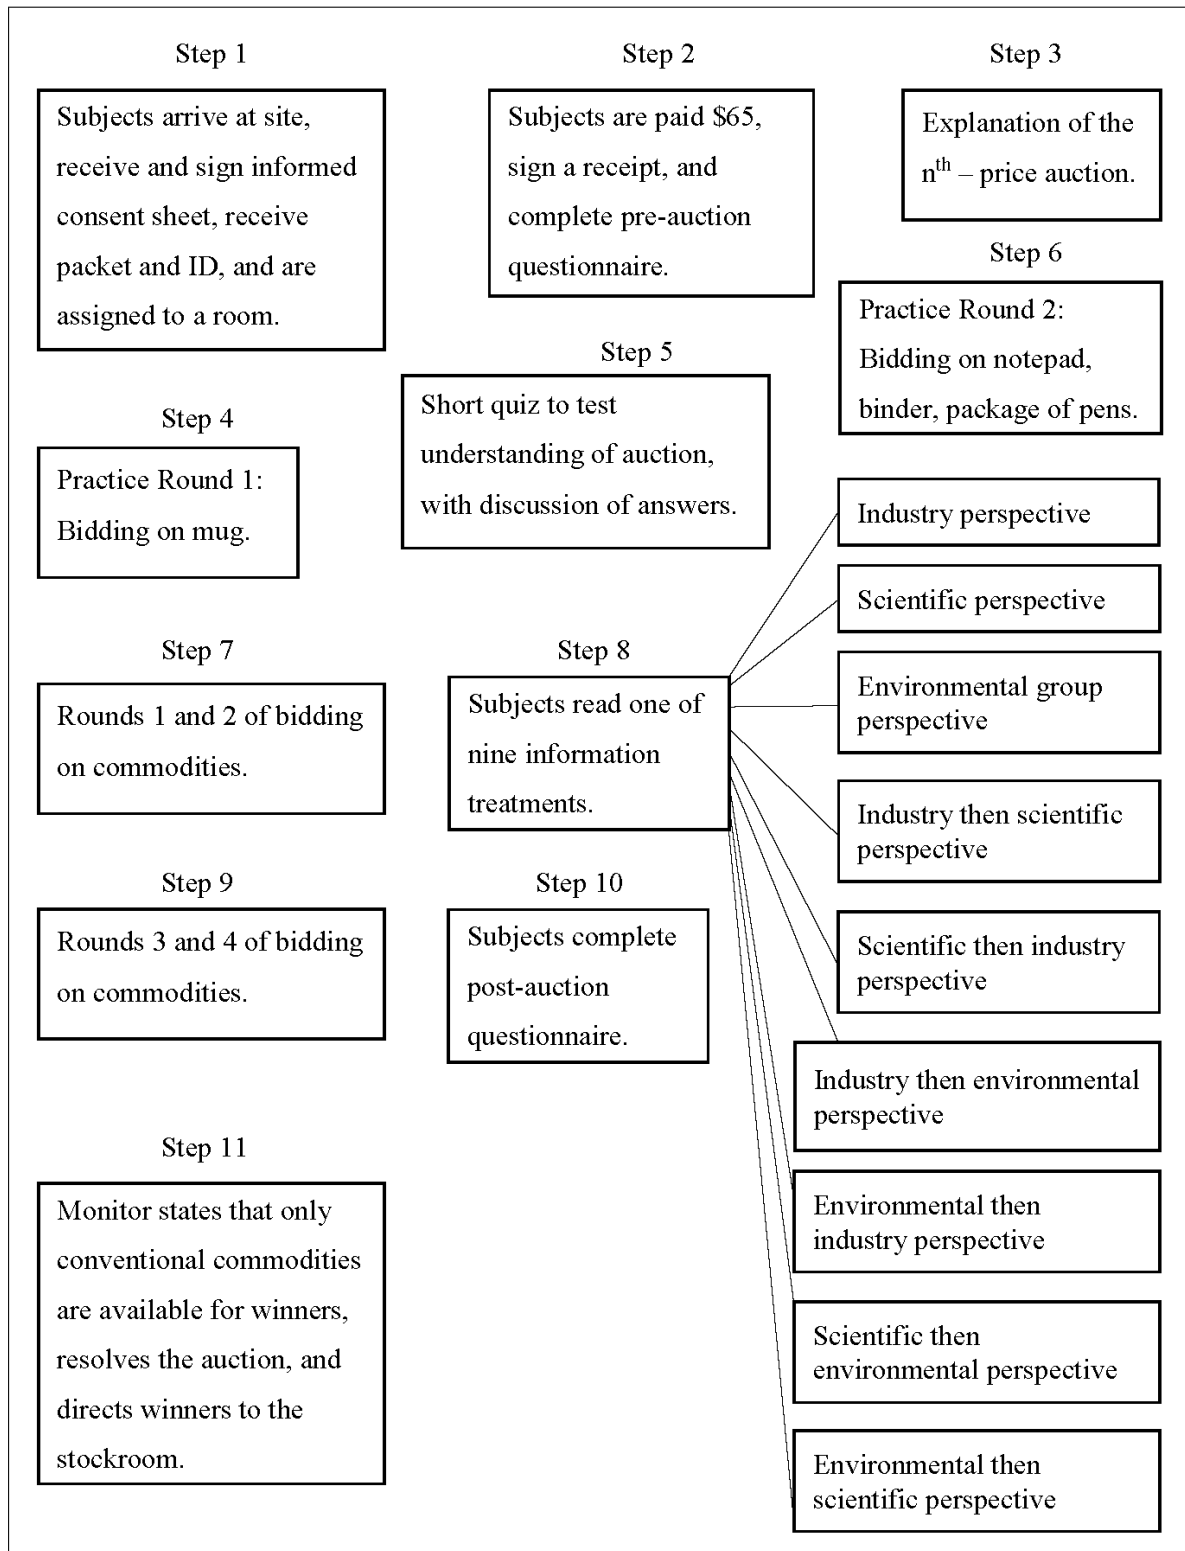 Step 1
Subjects arrive at site,
receive and sign informed
consent sheet, receive
packet and ID, and are
assigned to a room.
Step 2
Subjects are paid $65,
sign a receipt, and
complete pre-auction
questionnaire.
Step 3
Explanation of the
nth – price auction.
Step 4
Practice Round 1:
Bidding on mug.
Step 5
Short quiz to test
understanding of auction,
with discussion of answers.
Step 6
Practice Round 2:
Bidding on notepad,
binder, package of pens.
Step 7
Rounds 1 and 2 of bidding
on commodities.
Step 8
Subjects read one of
nine information
treatments.
Industry perspective
Scientific perspective
Environmental group
perspective
Industry then scientific
perspective
Scientific then industry
perspective
Industry then environmental
perspective
Environmental then
industry perspective
Scientific then
environmental perspective
Environmental then
scientific perspective
Step 9
Rounds 3 and 4 of bidding
on commodities.
Step 10
Subjects complete
post-auction
questionnaire.
Step 11
Monitor states that only
conventional commodities
are available for winners,
resolves the auction, and
directs winners to the
stockroom.